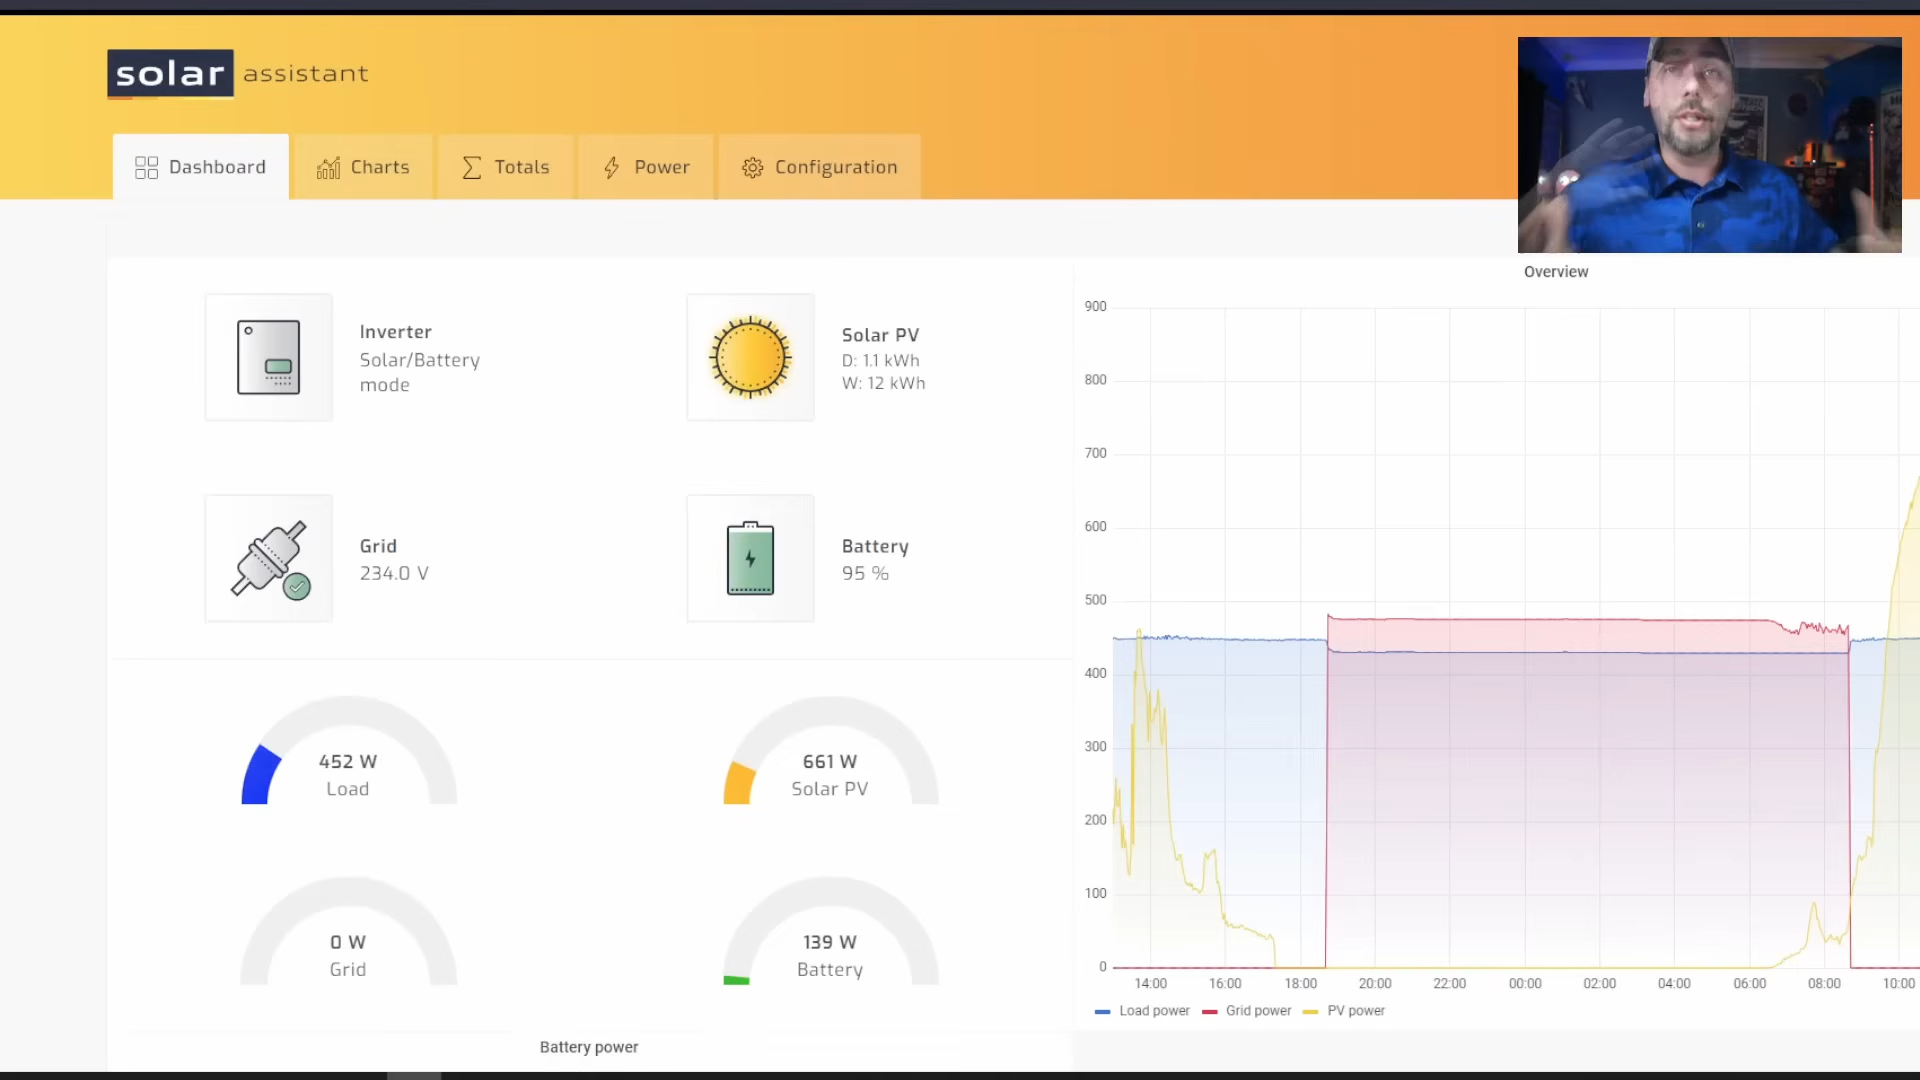 solar assistant
Dashboard
Charts
Totals
Power
Configuration
Inverter
Solar/Battery
mode
Solar PV
D: 1.1 kWh
W: 12 kWh
Grid
234.0 V
Battery
95 %
452 W
Load
661 W
Solar PV
0 W
Grid
139 W
Battery
Battery power
Overview
900
800
700
600
500
400
300
200
100
0
14:00 16:00 18:00 20:00 22:00 00:00 02:00 04:00 06:00 08:00 10:00
Load power Grid power PV power